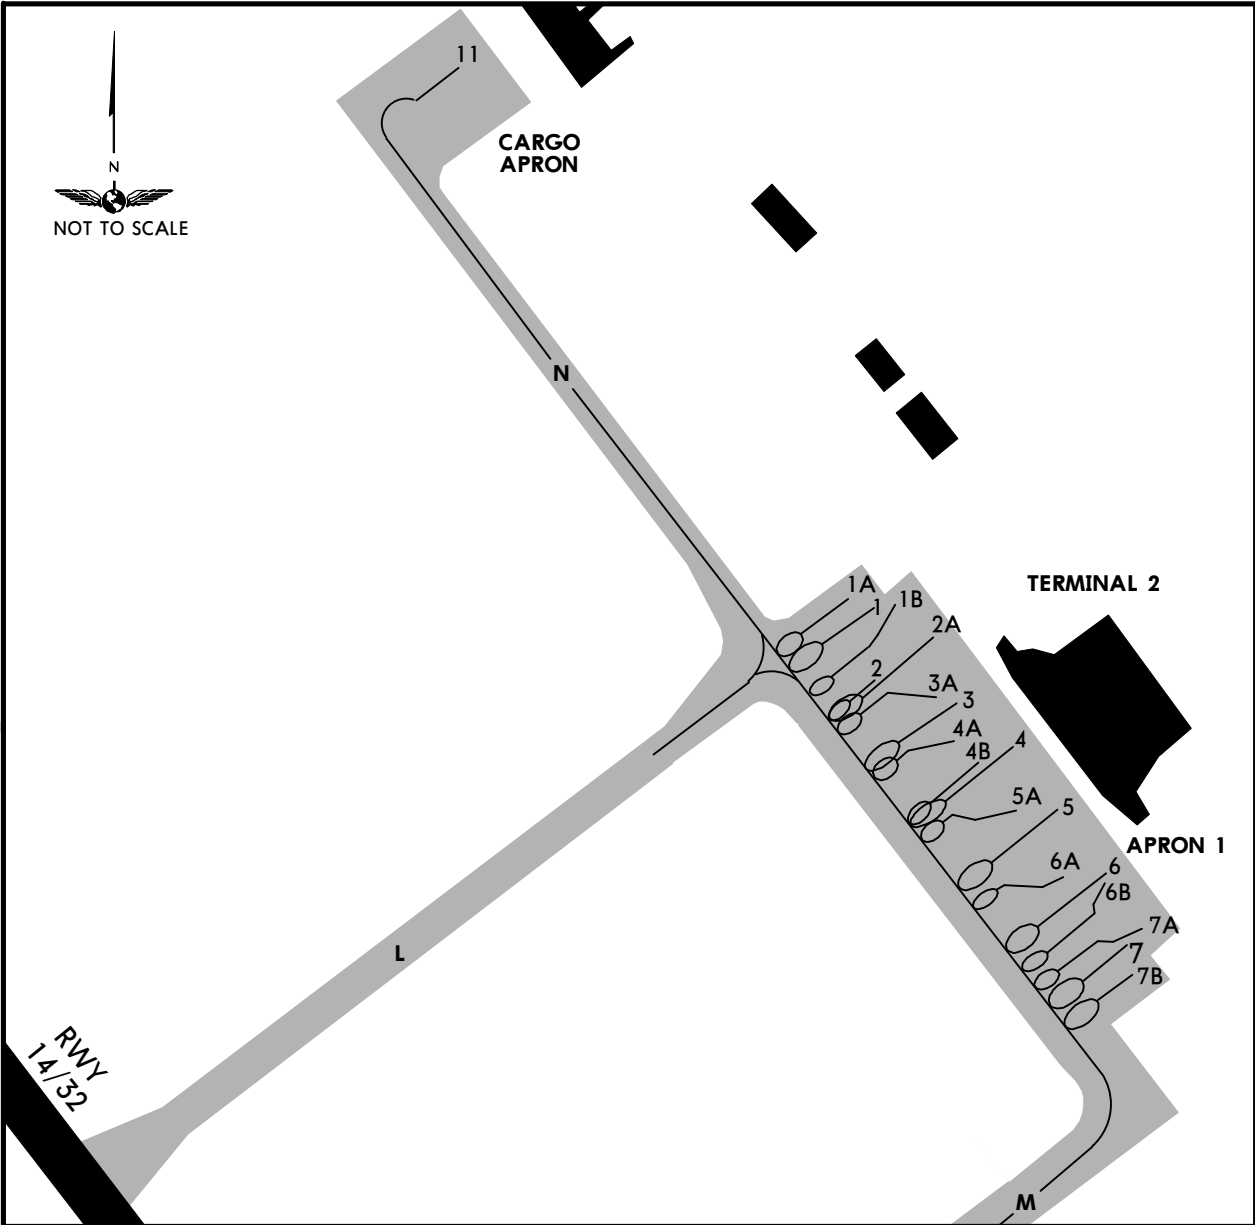 11
CARGO
APRON
N
NOT TO SCALE
N
TERMINAL 2
1A
1
1B
2A
2
3A
3
4A
4
4B
5A
5
APRON 1
6A
6
6B
7A
7
7B
L
RWY
14/32
M